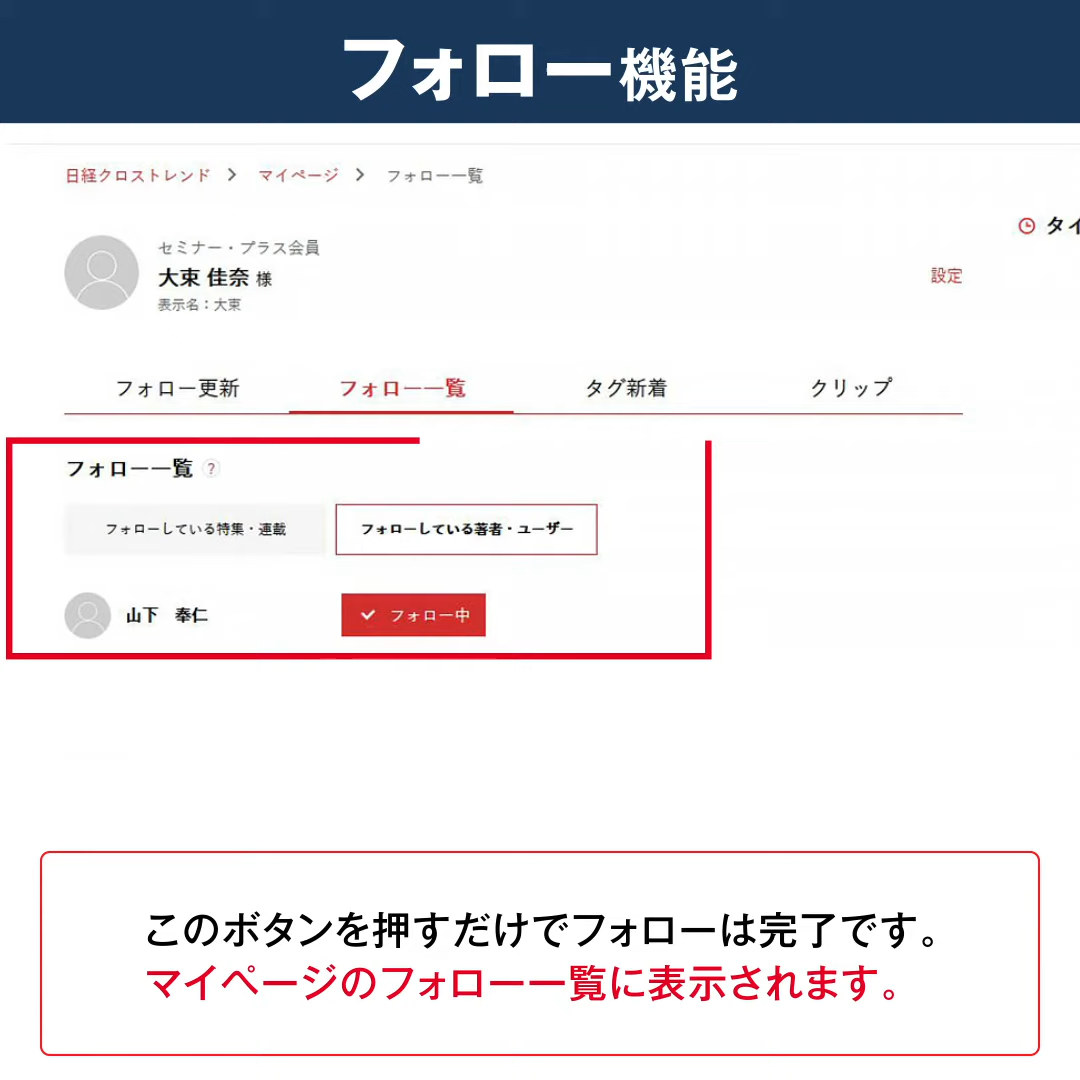 フォロー機能
日経クロストレンド > マイページ > フォロー一覧
セミナー・プラス会員
大束 佳奈 様
表示名：大束
設定
タイ
フォロー更新 フォロー一覧 タグ新着 クリップ
フォロー一覧 ?
フォローしている特集・連載 フォローしている著者・ユーザー
山下 奉仁 フォロー中
このボタンを押すだけでフォローは完了です。
マイページのフォロー一覧に表示されます。